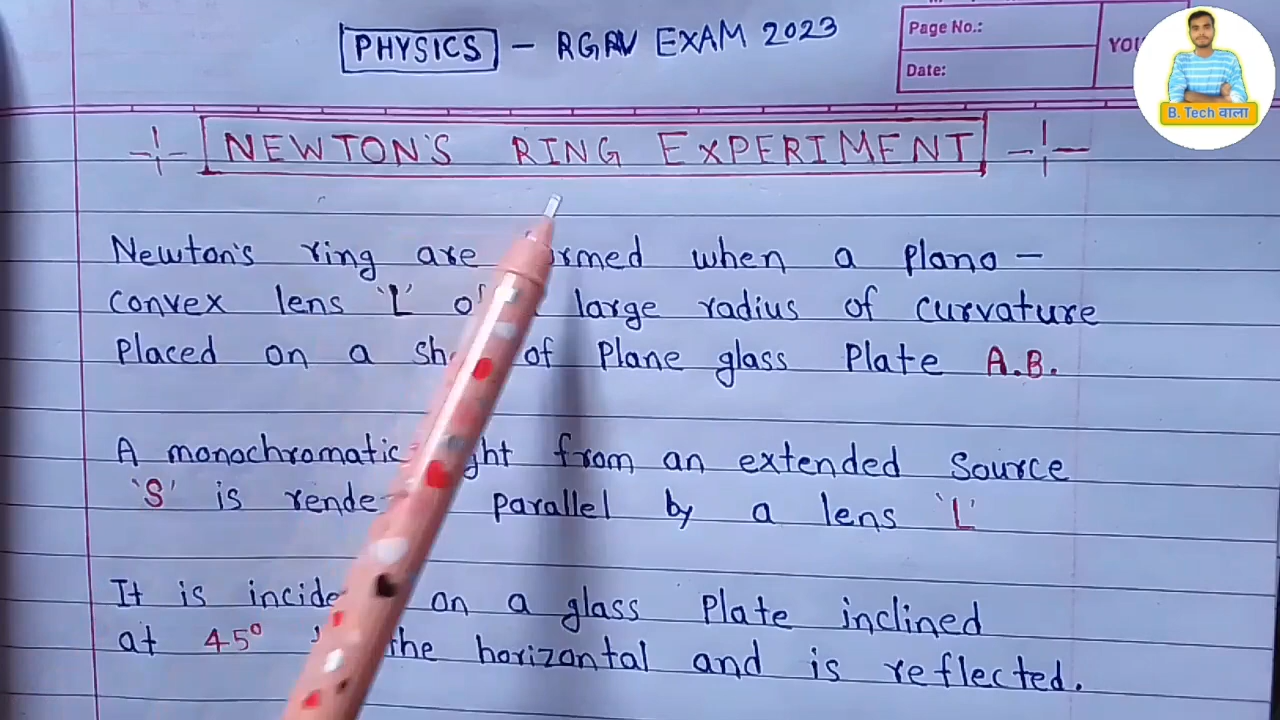 PHYSICS - RGPV EXAM 2023
Page No.:
Date:
YOU
B. Tech वाला
NEWTON'S RING EXPERIMENT
Newton's ring are when a plano -
convex lens 'L' large radius of curvature
Placed on a of Plane glass Plate A.B.
A monochromatic from an extended Source
'S' is parallel by a lens 'L'
It is on a glass Plate inclined
at 45° the horizontal and is reflected.